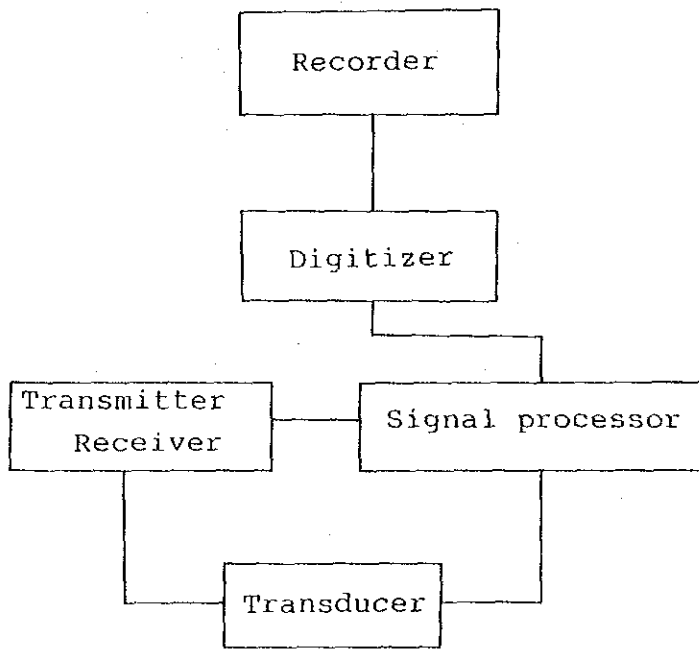 Recorder
Digitizer
Transmitter
Receiver
Signal processor
Transducer